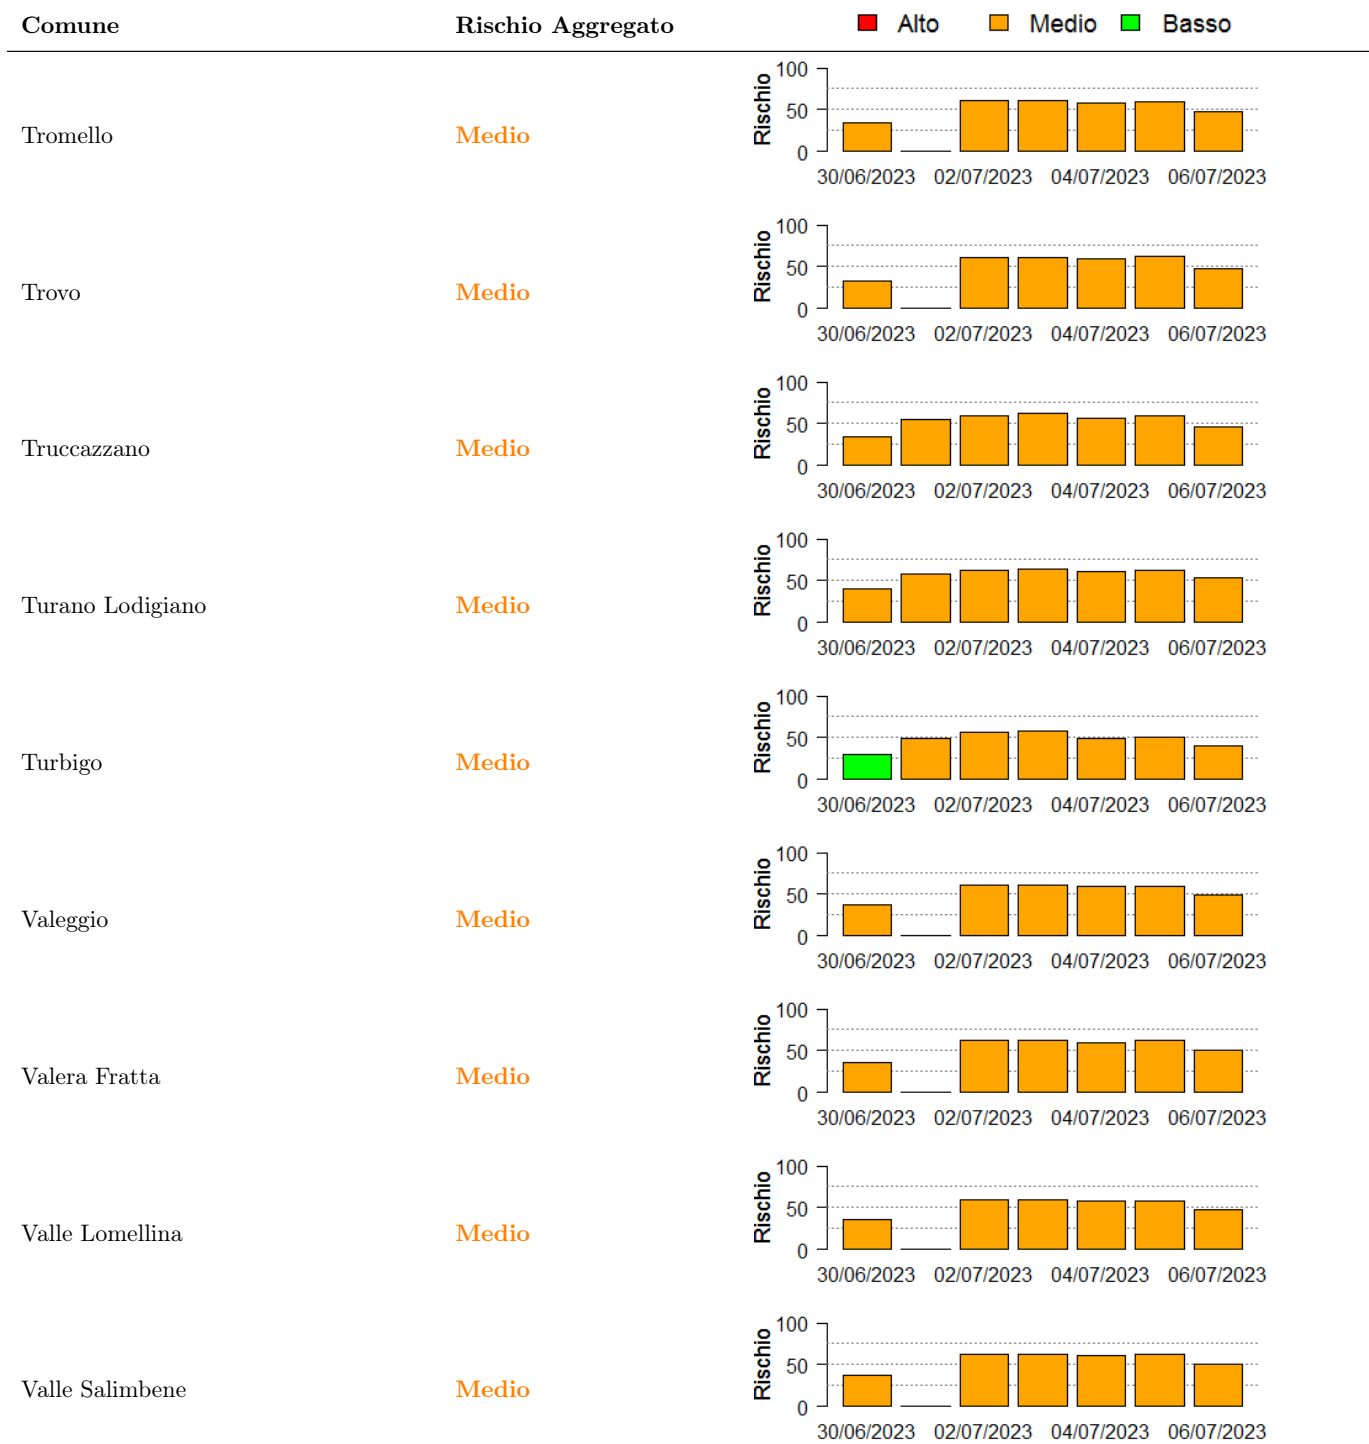 Comune Rischio Aggregato Alto Medio Basso
100
50
0
Rischio
Tromello Medio
30/06/2023 02/07/2023 04/07/2023 06/07/2023
100
50
0
Rischio
Trovo Medio
30/06/2023 02/07/2023 04/07/2023 06/07/2023
100
50
0
Rischio
Truccazzano Medio
30/06/2023 02/07/2023 04/07/2023 06/07/2023
100
50
0
Rischio
Turano Lodigiano Medio
30/06/2023 02/07/2023 04/07/2023 06/07/2023
100
50
0
Rischio
Turbigo Medio
30/06/2023 02/07/2023 04/07/2023 06/07/2023
100
50
0
Rischio
Valeggio Medio
30/06/2023 02/07/2023 04/07/2023 06/07/2023
100
50
0
Rischio
Valera Fratta Medio
30/06/2023 02/07/2023 04/07/2023 06/07/2023
100
50
0
Rischio
Valle Lomellina Medio
30/06/2023 02/07/2023 04/07/2023 06/07/2023
100
50
0
Rischio
Valle Salimbene Medio
30/06/2023 02/07/2023 04/07/2023 06/07/2023